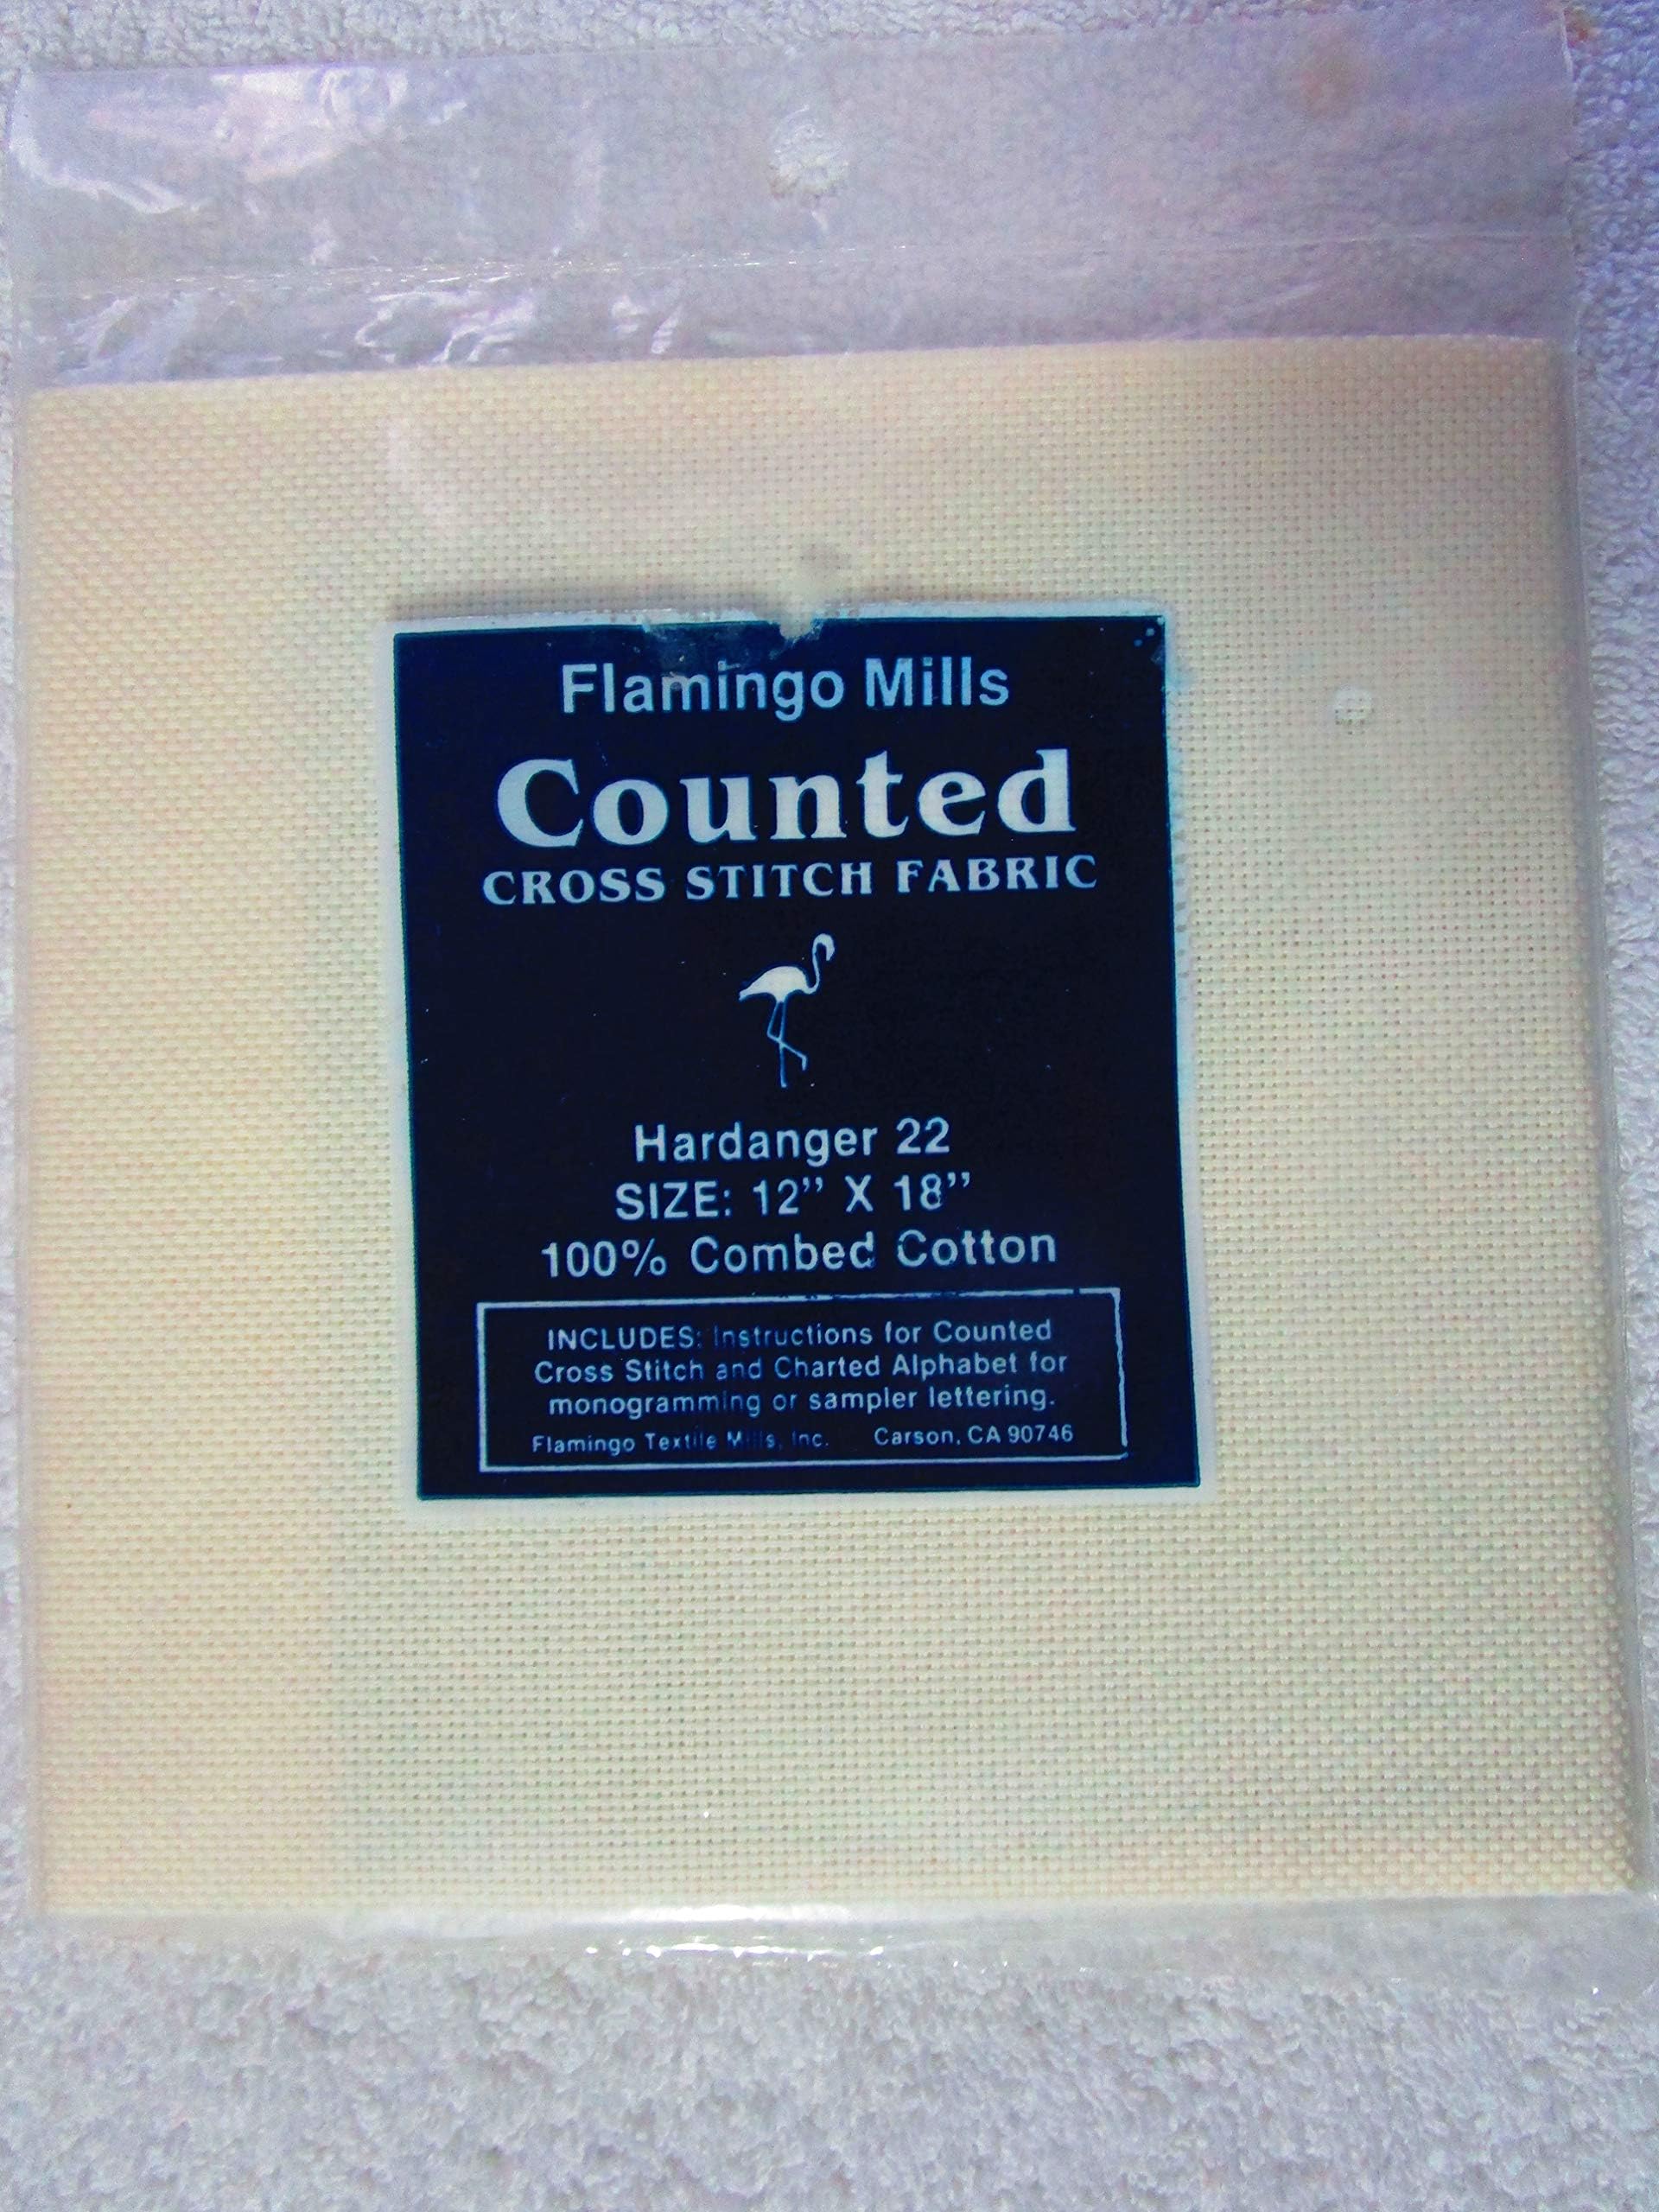 Flamingo Mills
Counted
CROSS STITCH FABRIC
Hardanger 22
SIZE: 12” X 18”
100% Combed Cotton
INCLUDES: Instructions for Counted
Cross Stitch and Charted Alphabet for
monogramming or sampler lettering.
Flamingo Textile Mills, Inc. Carson, CA 90746